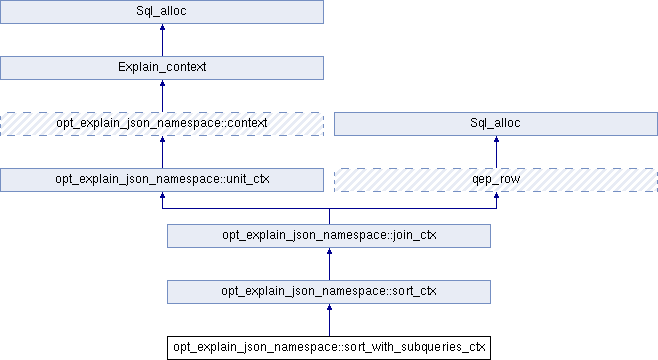 Sql_alloc
Explain_context
opt_explain_json_namespace::context
Sql_alloc
opt_explain_json_namespace::unit_ctx
qep_row
opt_explain_json_namespace::join_ctx
opt_explain_json_namespace::sort_ctx
opt_explain_json_namespace::sort_with_subqueries_ctx